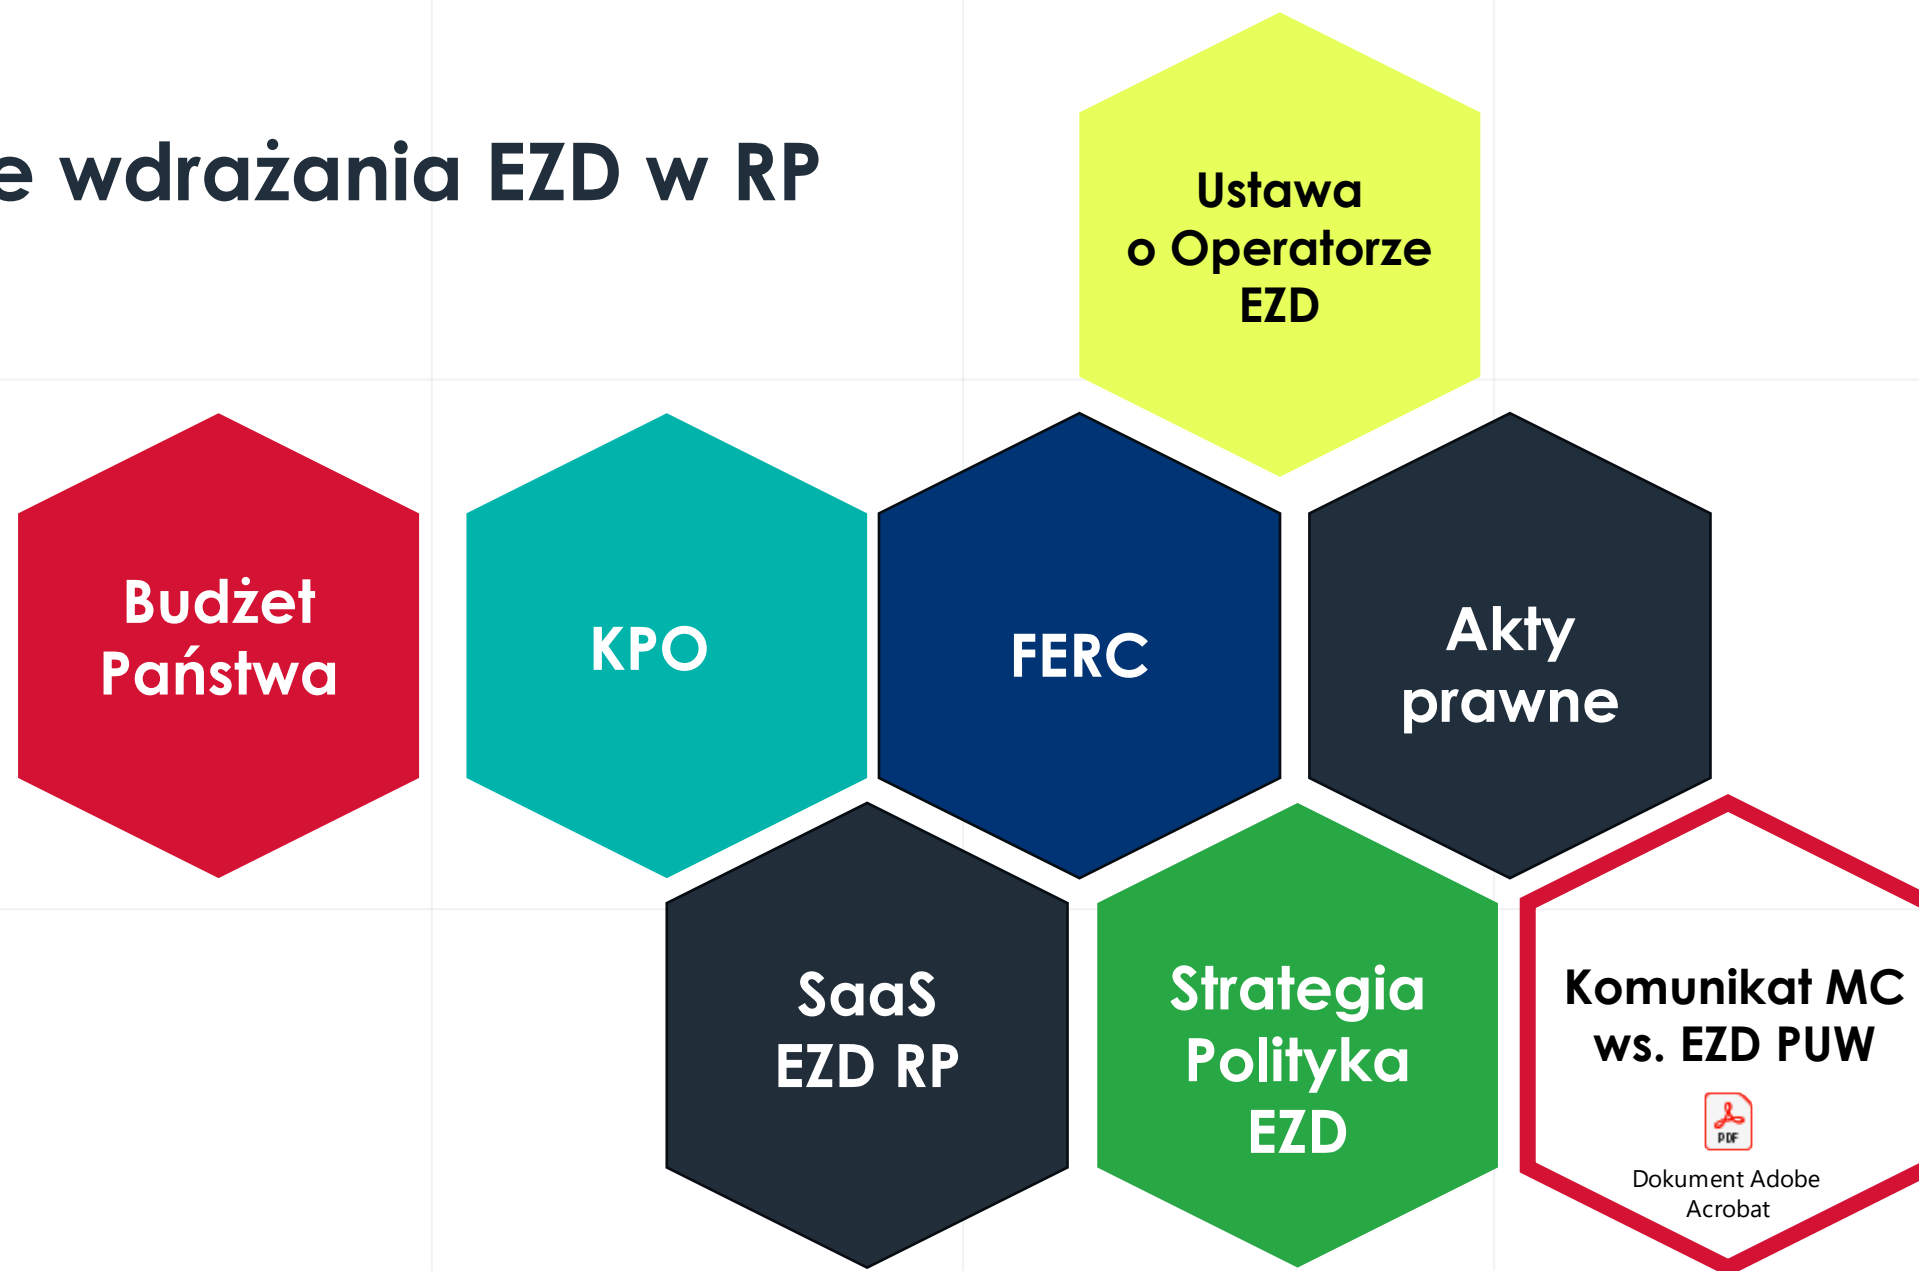 e wdrażania EZD w RP
Ustawa
o Operatorze
EZD
Budżet
Państwa
KPO
FERC
Akty
prawne
SaaS
EZD RP
Strategia
Polityka
EZD
Komunikat MC
ws. EZD PUW
PDF
Dokument Adobe
Acrobat